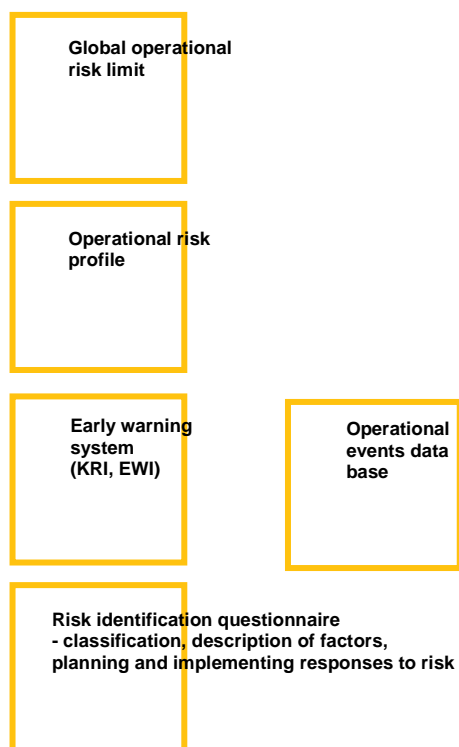 Global operational
risk limit
Operational risk
profile
Early warning
system
(KRI, EWI)
Operational
events data
base
Risk identification questionnaire
- classification, description of factors,
planning and implementing responses to risk